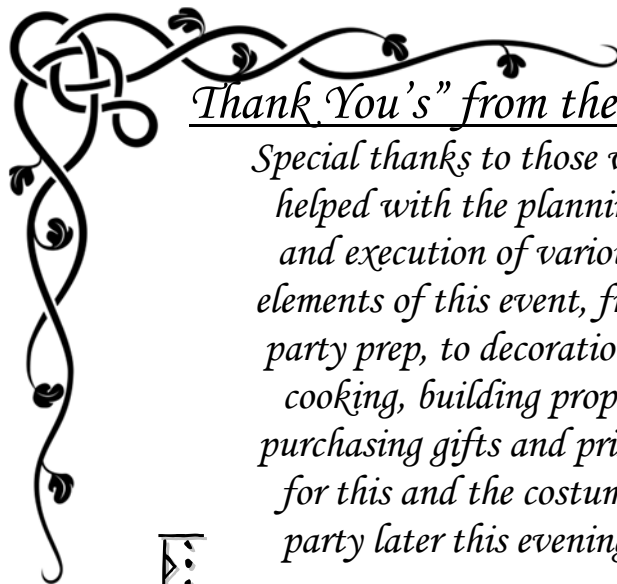 Thank You's" from the
Special thanks to those
helped with the
and execution of
elements of this event,
party prep, to
cooking, building
purchasing gifts and
for this and the
party later this evening